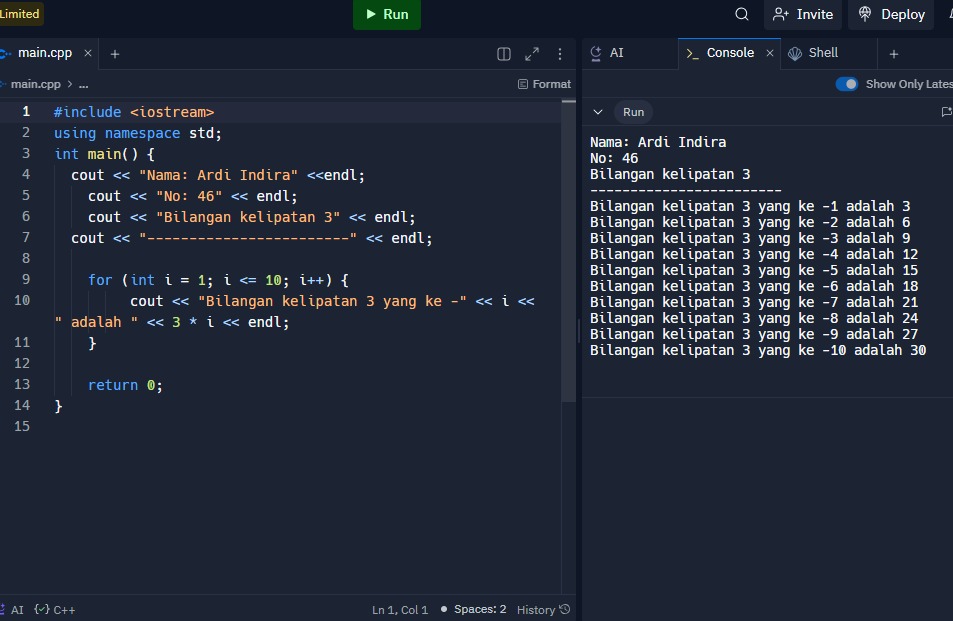 Limited
Run
Invite
Deploy
main.cpp
AI
Console
Shell
main.cpp > ...
Format
Show Only Lates
Run
1 #include <iostream>
2 using namespace std;
3 int main() {
4 cout << "Nama: Ardi Indira" <<endl;
5 cout << "No: 46" << endl;
6 cout << "Bilangan kelipatan 3" << endl;
7 cout << "------------------------" << endl;
8
9 for (int i = 1; i <= 10; i++) {
10 cout << "Bilangan kelipatan 3 yang ke -" << i <<
" adalah " << 3 * i << endl;
11 }
12
13 return 0;
14 }
15
Nama: Ardi Indira
No: 46
Bilangan kelipatan 3
------------------------
Bilangan kelipatan 3 yang ke -1 adalah 3
Bilangan kelipatan 3 yang ke -2 adalah 6
Bilangan kelipatan 3 yang ke -3 adalah 9
Bilangan kelipatan 3 yang ke -4 adalah 12
Bilangan kelipatan 3 yang ke -5 adalah 15
Bilangan kelipatan 3 yang ke -6 adalah 18
Bilangan kelipatan 3 yang ke -7 adalah 21
Bilangan kelipatan 3 yang ke -8 adalah 24
Bilangan kelipatan 3 yang ke -9 adalah 27
Bilangan kelipatan 3 yang ke -10 adalah 30
AI
C++
Ln 1, Col 1
Spaces: 2
History